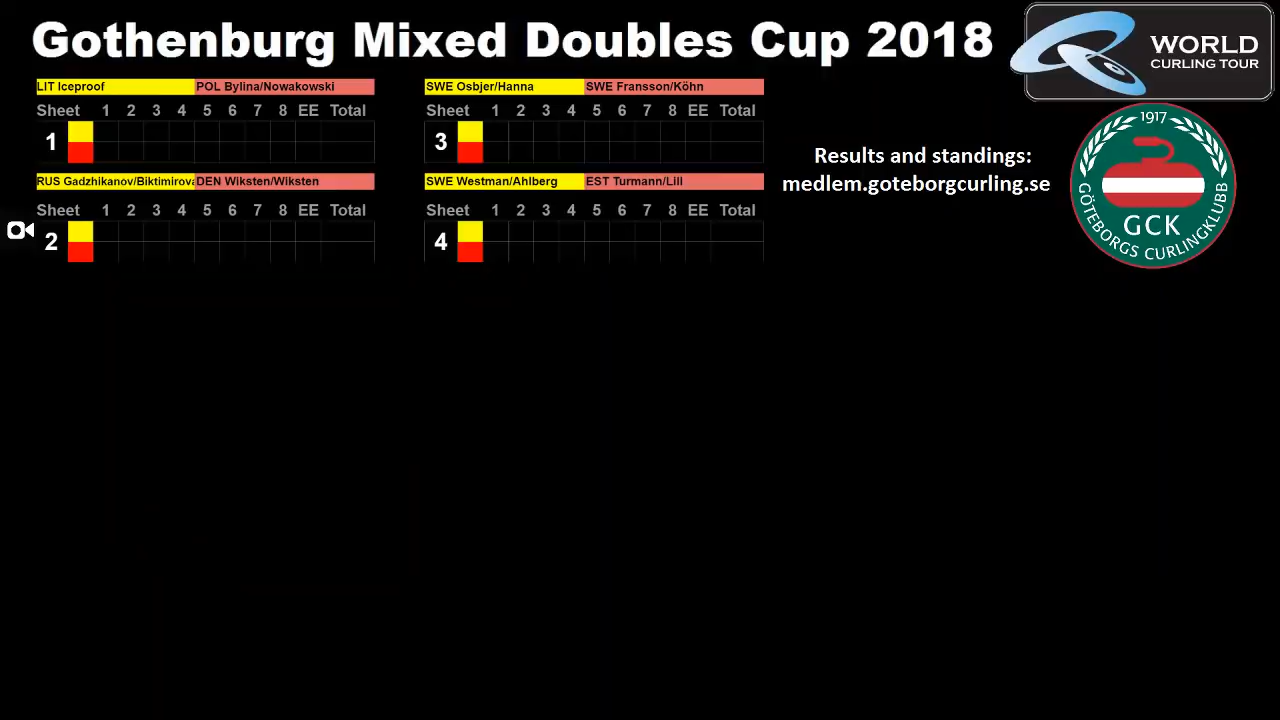 Gothenburg Mixed Doubles Cup 2018
WORLD
CURLING TOUR
LIT Iceproof POL Bylina/Nowakowski
Sheet 1 2 3 4 5 6 7 8 EE Total
1
SWE Osbjer/Hanna SWE Fransson/Köhn
Sheet 1 2 3 4 5 6 7 8 EE Total
3
RUS Gadzhikanov/Biktimirova DEN Wiksten/Wiksten
Sheet 1 2 3 4 5 6 7 8 EE Total
2
SWE Westman/Ahlberg EST Turmann/Lill
Sheet 1 2 3 4 5 6 7 8 EE Total
4
Results and standings:
medlem.goteborgcurling.se
1917
GCK
GÖTEBORGS CURLINGKLUBB